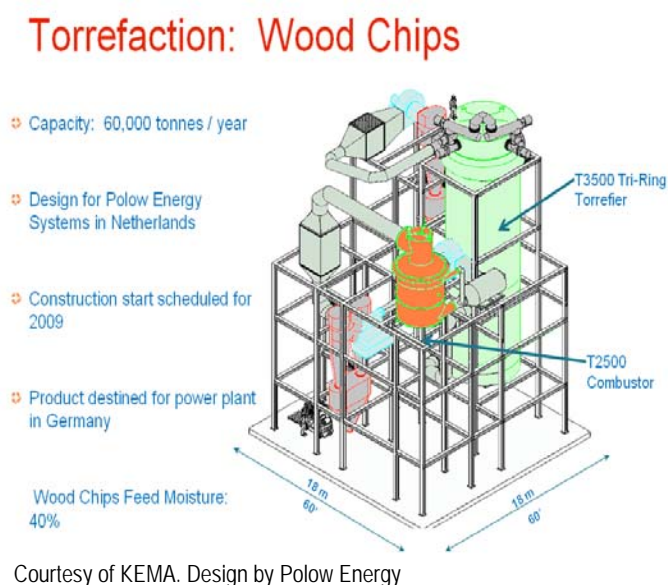 Torrefaction: Wood Chips
Capacity: 60,000 tonnes / year
Design for Polow Energy
Systems in Netherlands
Construction start scheduled for
2009
Product destined for power plant
in Germany
Wood Chips Feed Moisture:
40%
T3500 Tri-Ring
Torrefier
T2500
Combustor
18 m
60'
18 m
60'
Courtesy of KEMA. Design by Polow Energy